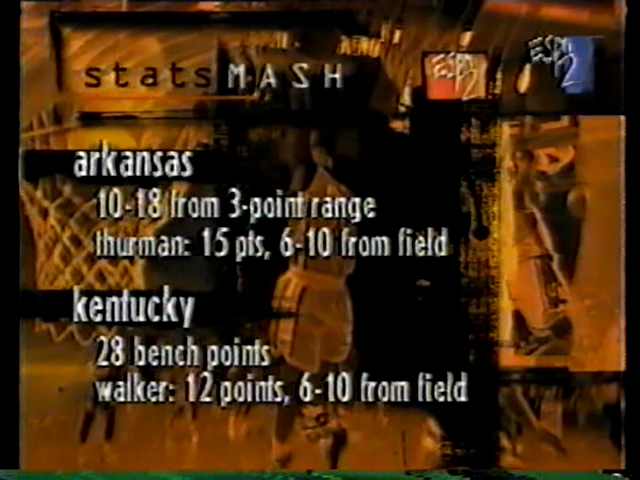 stats MASH
ESPN2
ESPN2
arkansas
10-18 from 3-point range
thurman: 15 pts, 6-10 from field
kentucky
28 bench points
walker: 12 points, 6-10 from field